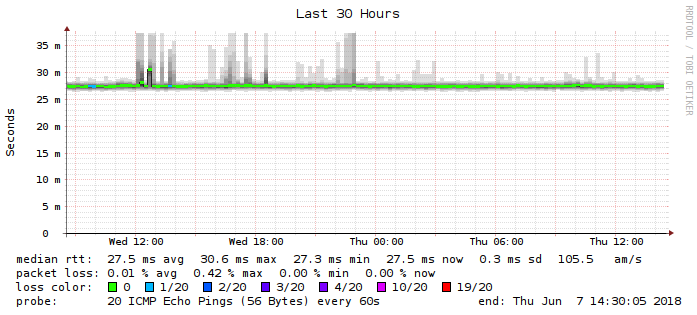 Last 30 Hours
RRDTOOL / TOBI OETIKER
Seconds
35 m
30 m
25 m
20 m
15 m
10 m
5 m
0
Wed 12:00 Wed 18:00 Thu 00:00 Thu 06:00 Thu 12:00
median rtt: 27.5 ms avg 30.6 ms max 27.3 ms min 27.5 ms now 0.3 ms sd 105.5 am/s
packet loss: 0.01 % avg 0.42 % max 0.00 % min 0.00 % now
loss color: 0 1/20 2/20 3/20 4/20 10/20 19/20
probe: 20 ICMP Echo Pings (56 Bytes) every 60s end: Thu Jun 7 14:30:05 2018